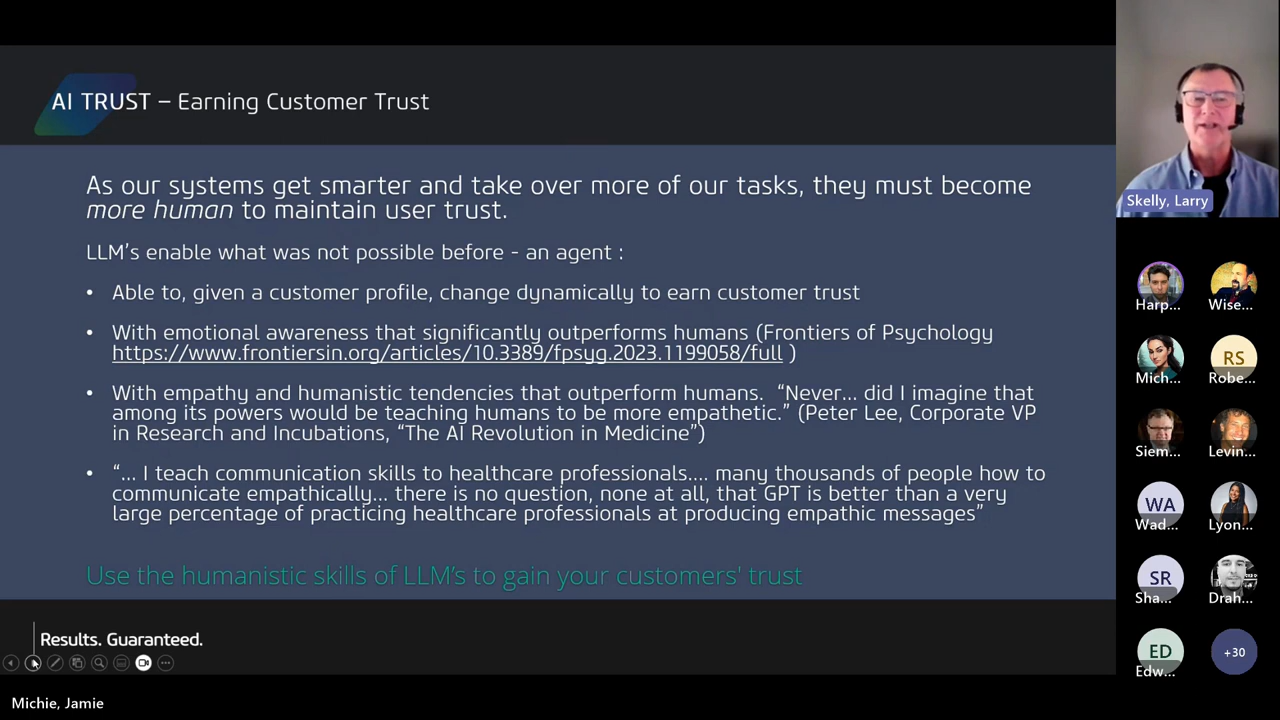 AI TRUST – Earning Customer Trust
As our systems get smarter and take over more of our tasks, they must become
more human to maintain user trust.
LLM's enable what was not possible before - an agent :
• Able to, given a customer profile, change dynamically to earn customer trust
• With emotional awareness that significantly outperforms humans (Frontiers of Psychology
https://www.frontiersin.org/articles/10.3389/fpsyg.2023.1199058/full )
• With empathy and humanistic tendencies that outperform humans. “Never... did I imagine that
among its powers would be teaching humans to be more empathetic.” (Peter Lee, Corporate VP
in Research and Incubations, “The AI Revolution in Medicine”)
• “... I teach communication skills to healthcare professionals.... many thousands of people how to
communicate empathically... there is no question, none at all, that GPT is better than a very
large percentage of practicing healthcare professionals at producing empathic messages”
Use the humanistic skills of LLM's to gain your customers' trust
Results. Guaranteed.
Michie, Jamie
Skelly, Larry
Harp...
Wise...
Mich...
RS
Robe...
Siem...
Levin...
WA
Wad...
Lyon...
SR
Sha...
Drah...
ED
Edw...
+30